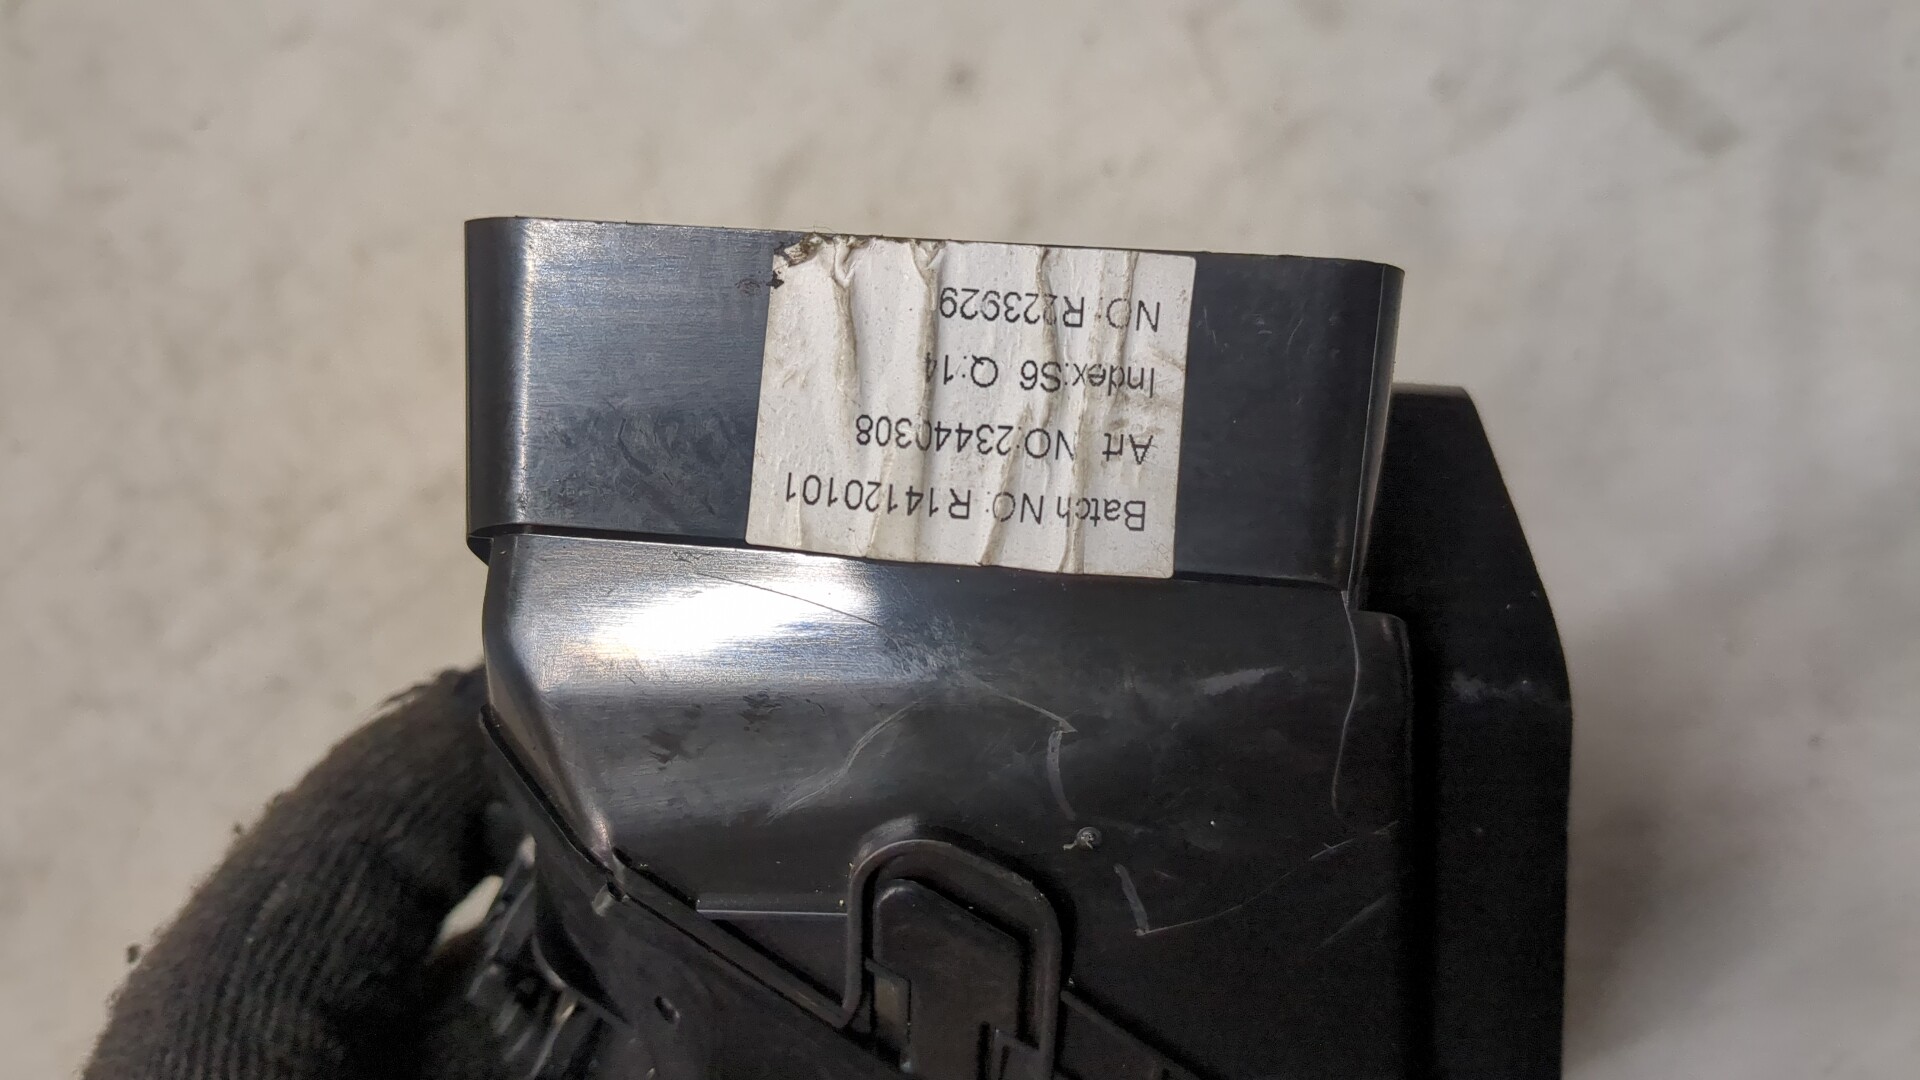 Batch NO: R14120101
Art NO:23440308
Index:S6 Q:14
NO: R223929